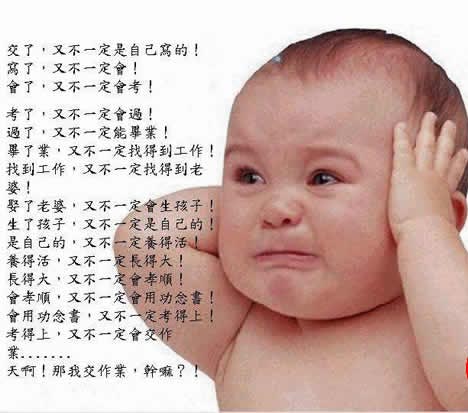 交了，又不一定是自己寫的！
寫了，又不一定會！
會了，又不一定會考！
考了，又不一定會過！
過了，又不一定能畢業！
畢了業，又不一定找得到工作！
找到工作，又不一定找得到老
婆！
娶了老婆，又不一定會生孩子！
生了孩子，又不一定是自己的！
是自己的，又不一定養得活！
養得活，又不一定長得大！
長得大，又不一定會孝順！
會孝順，又不一定會用功念書！
會用功念書，又不一定考得上！
考得上，又不一定會交作
業.......
天啊！那我交作業，幹嘛？！